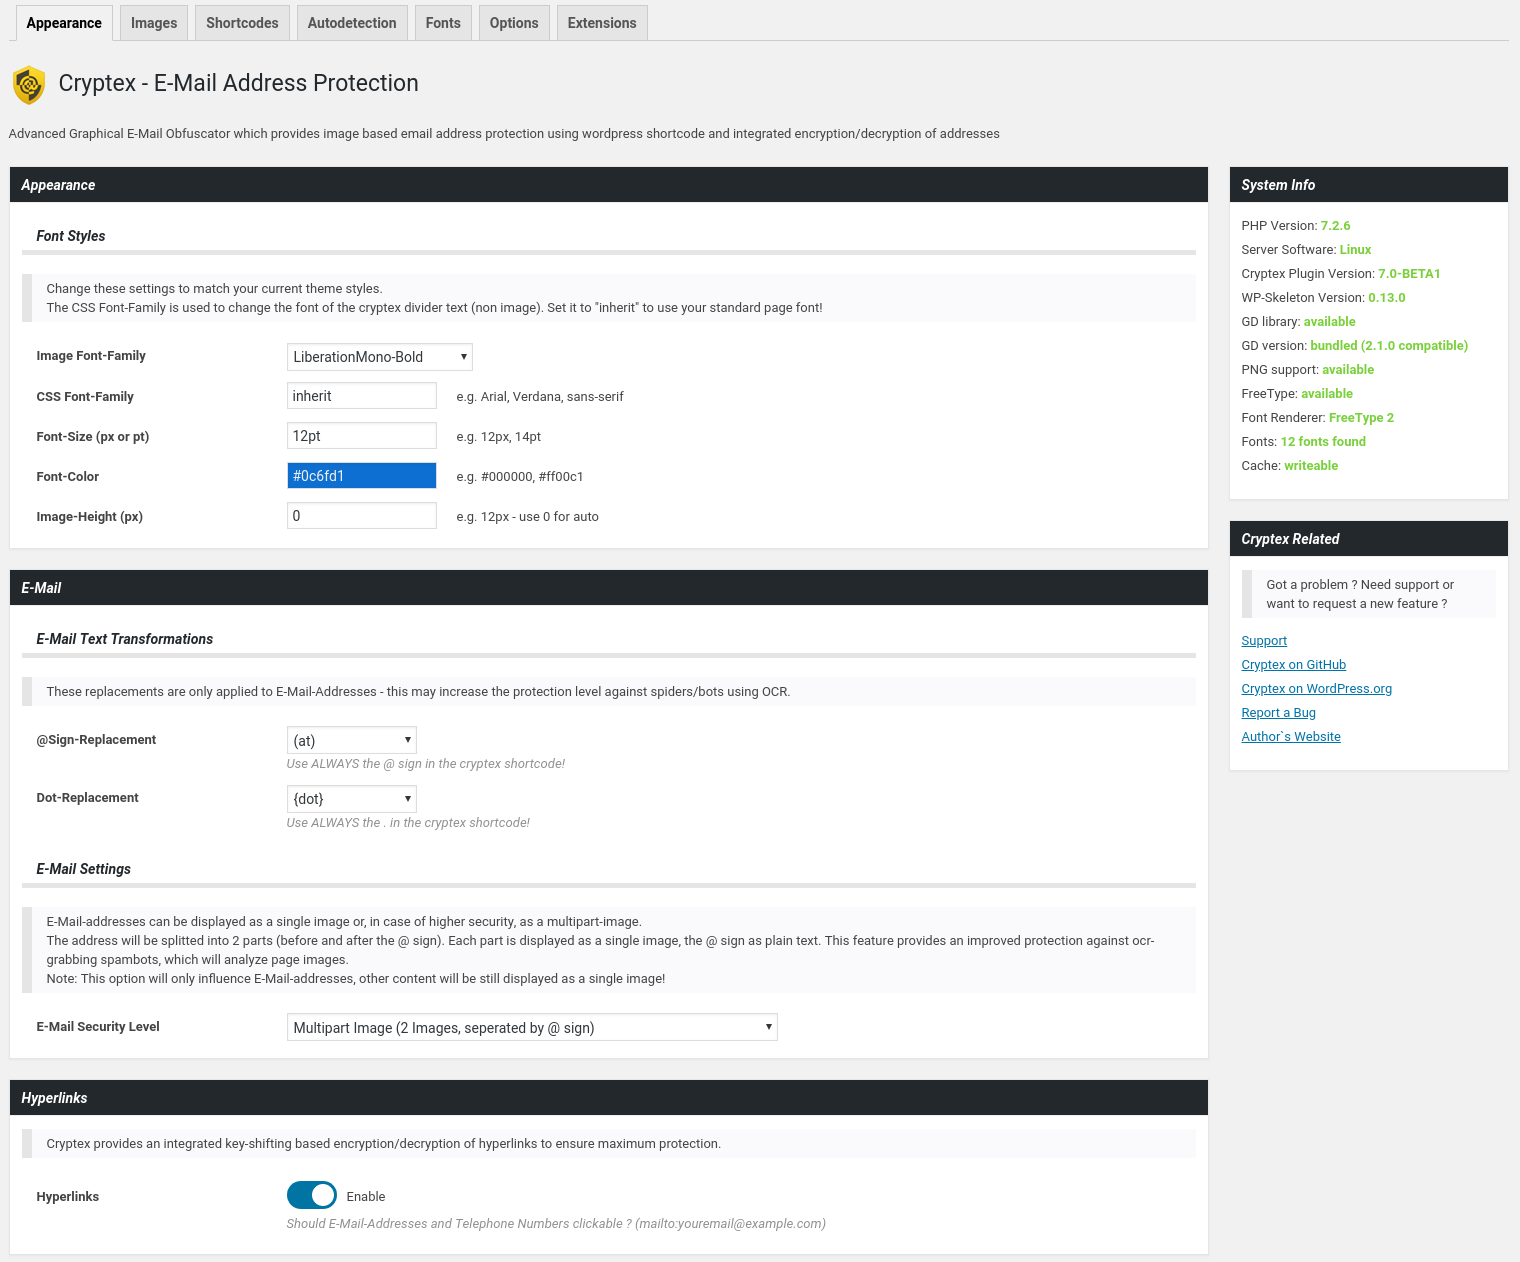 Appearance
Images
Shortcodes
Autodetection
Fonts
Options
Extensions
Cryptex - E-Mail Address Protection
Advanced Graphical E-Mail Obfuscator which provides image based email address protection using wordpress shortcode and integrated encryption/decryption of addresses
Appearance
Font Styles
Change these settings to match your current theme styles.
The CSS Font-Family is used to change the font of the cryptex divider text (non image). Set it to "inherit" to use your standard page font!
Image Font-Family
LiberationMono-Bold
CSS Font-Family
inherit
e.g. Arial, Verdana, sans-serif
Font-Size (px or pt)
12pt
e.g. 12px, 14pt
Font-Color
#0c6fd1
e.g. #000000, #ff00c1
Image-Height (px)
0
e.g. 12px - use 0 for auto
E-Mail
E-Mail Text Transformations
These replacements are only applied to E-Mail-Addresses - this may increase the protection level against spiders/bots using OCR.
@Sign-Replacement
(at)
Use ALWAYS the @ sign in the cryptex shortcode!
Dot-Replacement
{dot}
Use ALWAYS the . in the cryptex shortcode!
E-Mail Settings
E-Mail-addresses can be displayed as a single image or, in case of higher security, as a multipart-image.
The address will be splitted into 2 parts (before and after the @ sign). Each part is displayed as a single image, the @ sign as plain text. This feature provides an improved protection against ocr-
grabbing spambots, which will analyze page images.
Note: This option will only influence E-Mail-addresses, other content will be still displayed as a single image!
E-Mail Security Level
Multipart Image (2 Images, seperated by @ sign)
Hyperlinks
Cryptex provides an integrated key-shifting based encryption/decryption of hyperlinks to ensure maximum protection.
Hyperlinks
Enable
Should E-Mail-Addresses and Telephone Numbers clickable ? (mailto:youremail@example.com)
System Info
PHP Version: 7.2.6
Server Software: Linux
Cryptex Plugin Version: 7.0-BETA1
WP-Skeleton Version: 0.13.0
GD library: available
GD version: bundled (2.1.0 compatible)
PNG support: available
FreeType: available
Font Renderer: FreeType 2
Fonts: 12 fonts found
Cache: writeable
Cryptex Related
Got a problem ? Need support or
want to request a new feature ?
Support
Cryptex on GitHub
Cryptex on WordPress.org
Report a Bug
Author`s Website